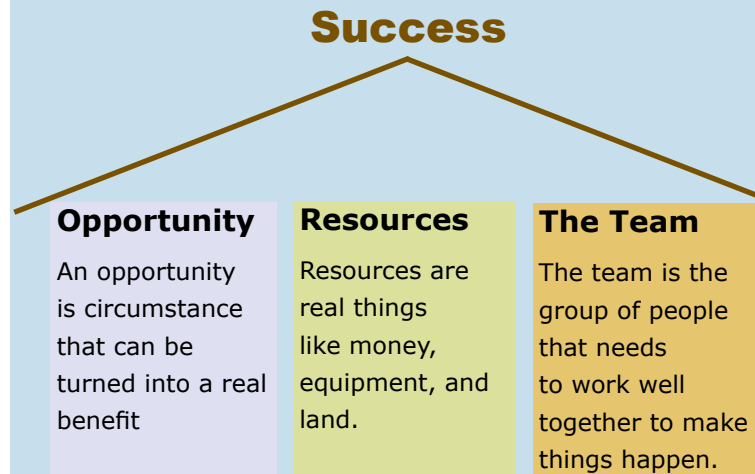 Success
Opportunity
An opportunity
is circumstance
that can be
turned into a real
benefit
Resources
Resources are
real things
like money,
equipment, and
land.
The Team
The team is the
group of people
that needs
to work well
together to make
things happen.